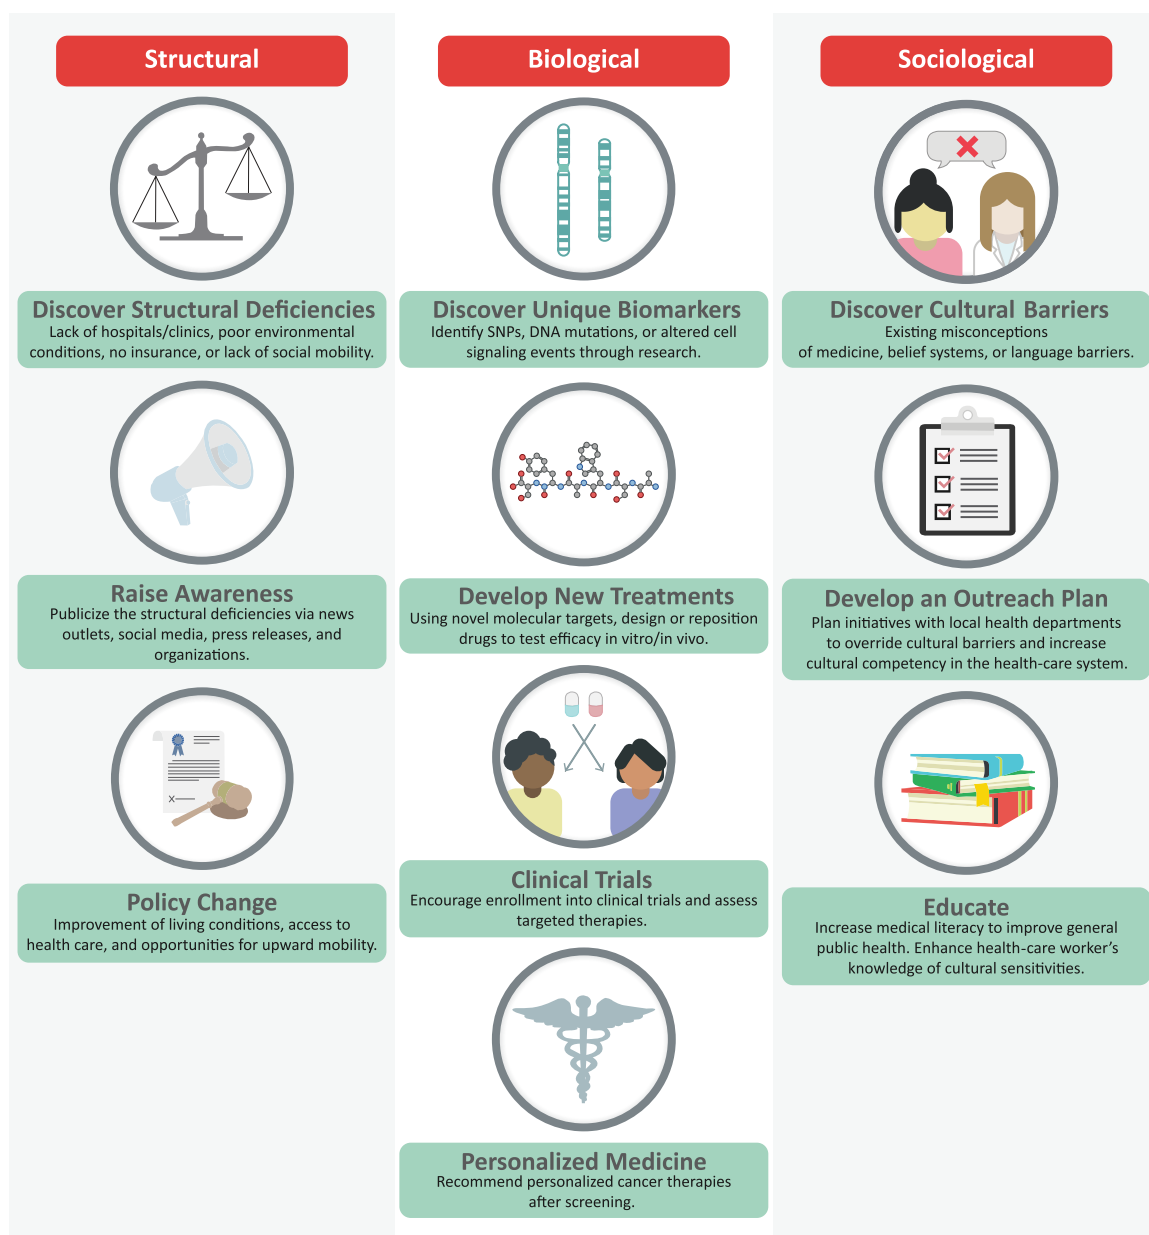 Structural
Discover Structural Deficiencies
Lack of hospitals/clinics, poor environmental
conditions, no insurance, or lack of social mobility.
Raise Awareness
Publicize the structural deficiencies via news
outlets, social media, press releases, and
organizations.
X
Policy Change
Improvement of living conditions, access to
health care, and opportunities for upward mobility.
Biological
Discover Unique Biomarkers
Identify SNPs, DNA mutations, or altered cell
signaling events through research.
Develop New Treatments
Using novel molecular targets, design or reposition
drugs to test efficacy in vitro/in vivo.
Clinical Trials
Encourage enrollment into clinical trials and assess
targeted therapies.
Personalized Medicine
Recommend personalized cancer therapies
after screening.
Sociological
Discover Cultural Barriers
Existing misconceptions
of medicine, belief systems, or language barriers.
Develop an Outreach Plan
Plan initiatives with local health departments
to override cultural barriers and increase
cultural competency in the health-care system.
Educate
Increase medical literacy to improve general
public health. Enhance health-care worker’s
knowledge of cultural sensitivities.